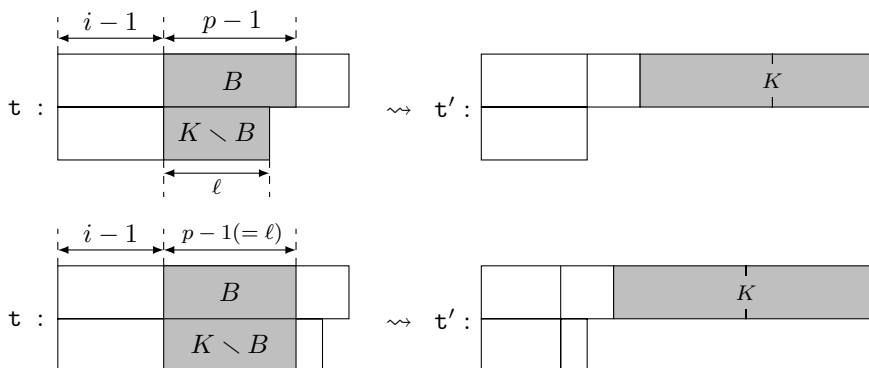 i − 1 p − 1
t : B ⇝ t′ : K
K ∖ B
ℓ
i − 1 p − 1(= ℓ)
t : B ⇝ t′ : K
K ∖ B